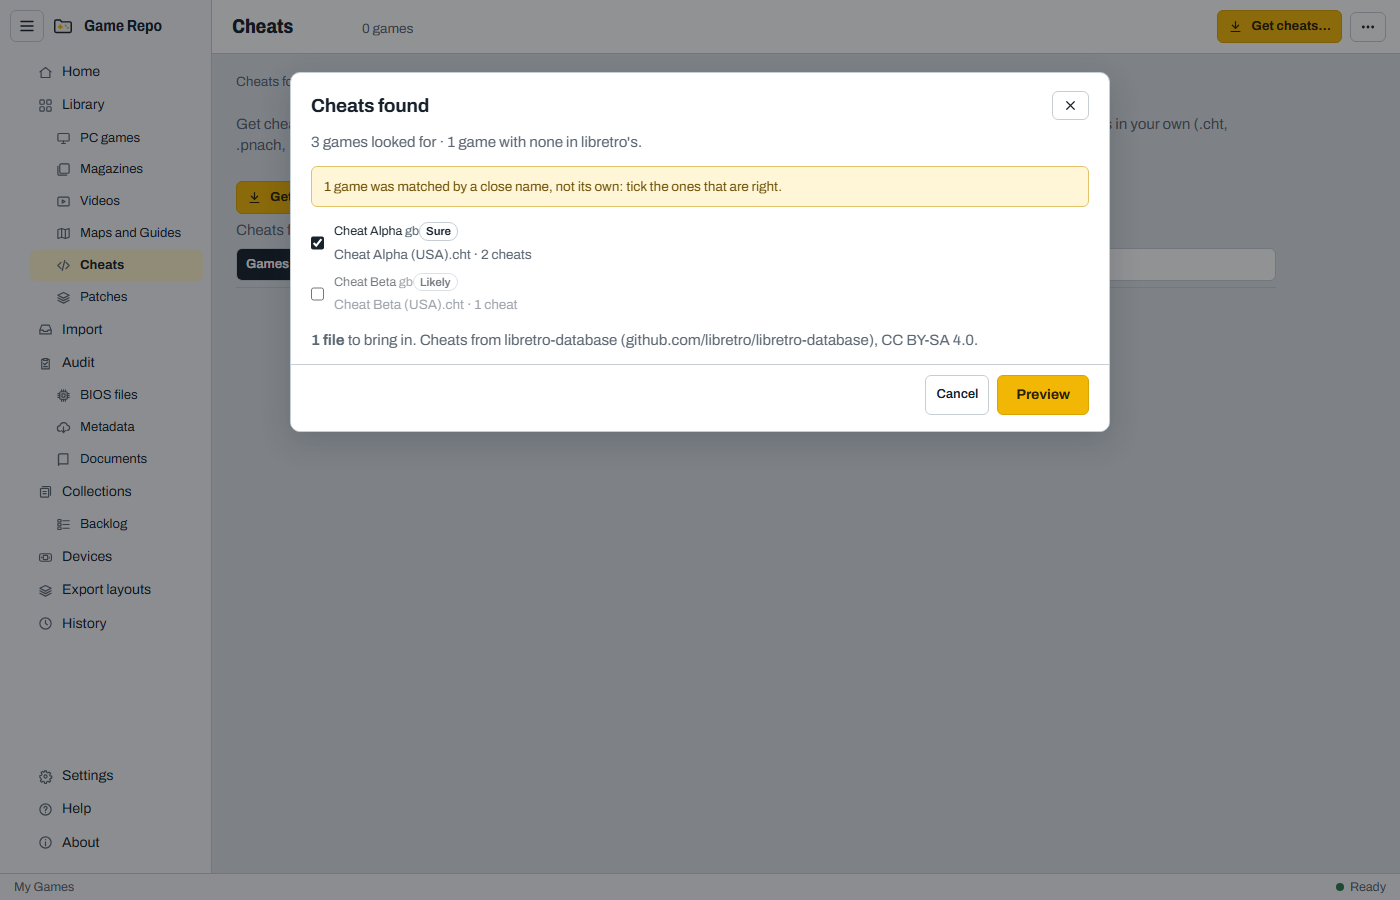 Game Repo
Cheats
0 games
Get cheats...
Home
Library
PC games
Magazines
Videos
Maps and Guides
Cheats
Patches
Import
Audit
BIOS files
Metadata
Documents
Collections
Backlog
Devices
Export layouts
History
Settings
Help
About
Cheats
Get
in your own (.cht,
.pnach,
Get
Cheats
Games
Cheats found
3 games looked for · 1 game with none in libretro's.
1 game was matched by a close name, not its own: tick the ones that are right.
Cheat Alpha gb Sure
Cheat Alpha (USA).cht · 2 cheats
Cheat Beta gb Likely
Cheat Beta (USA).cht · 1 cheat
1 file to bring in. Cheats from libretro-database (github.com/libretro/libretro-database), CC BY-SA 4.0.
Cancel
Preview
My Games
Ready